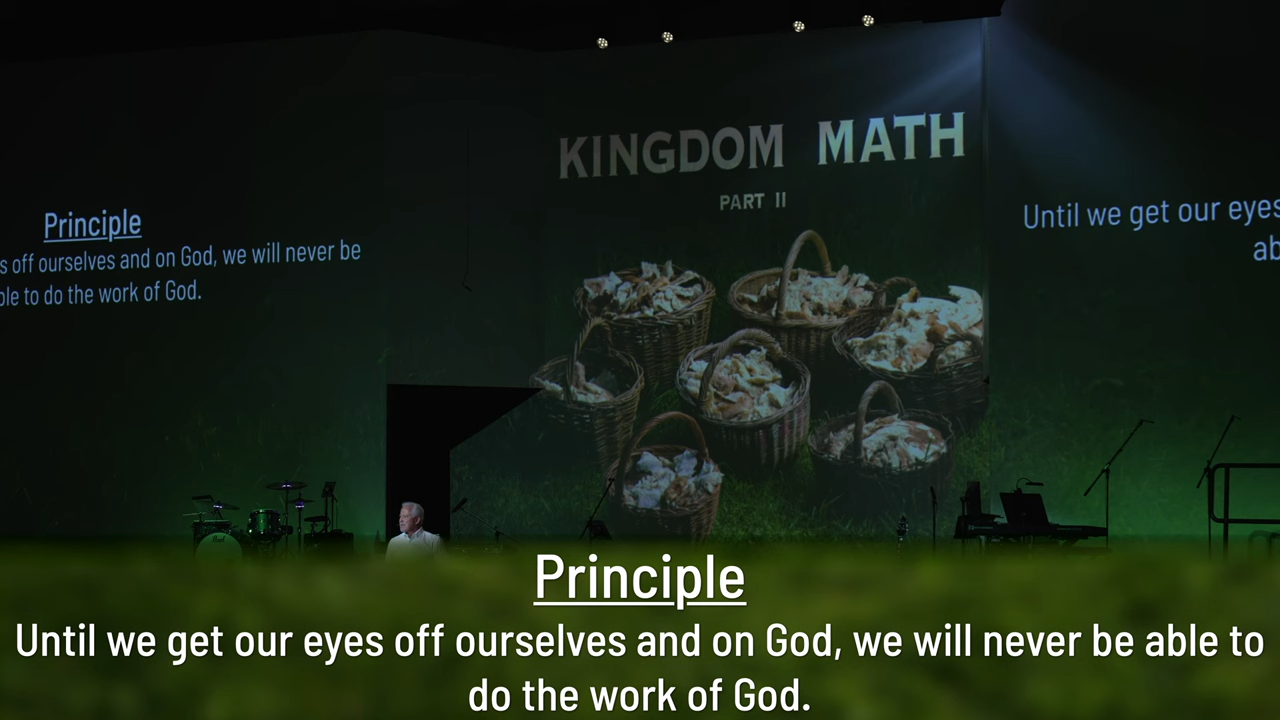 KINGDOM MATH
PART II
Principle
s off ourselves and on God, we will never be
ble to do the work of God.
Until we get our eyes
ab
Principle
Until we get our eyes off ourselves and on God, we will never be able to
do the work of God.